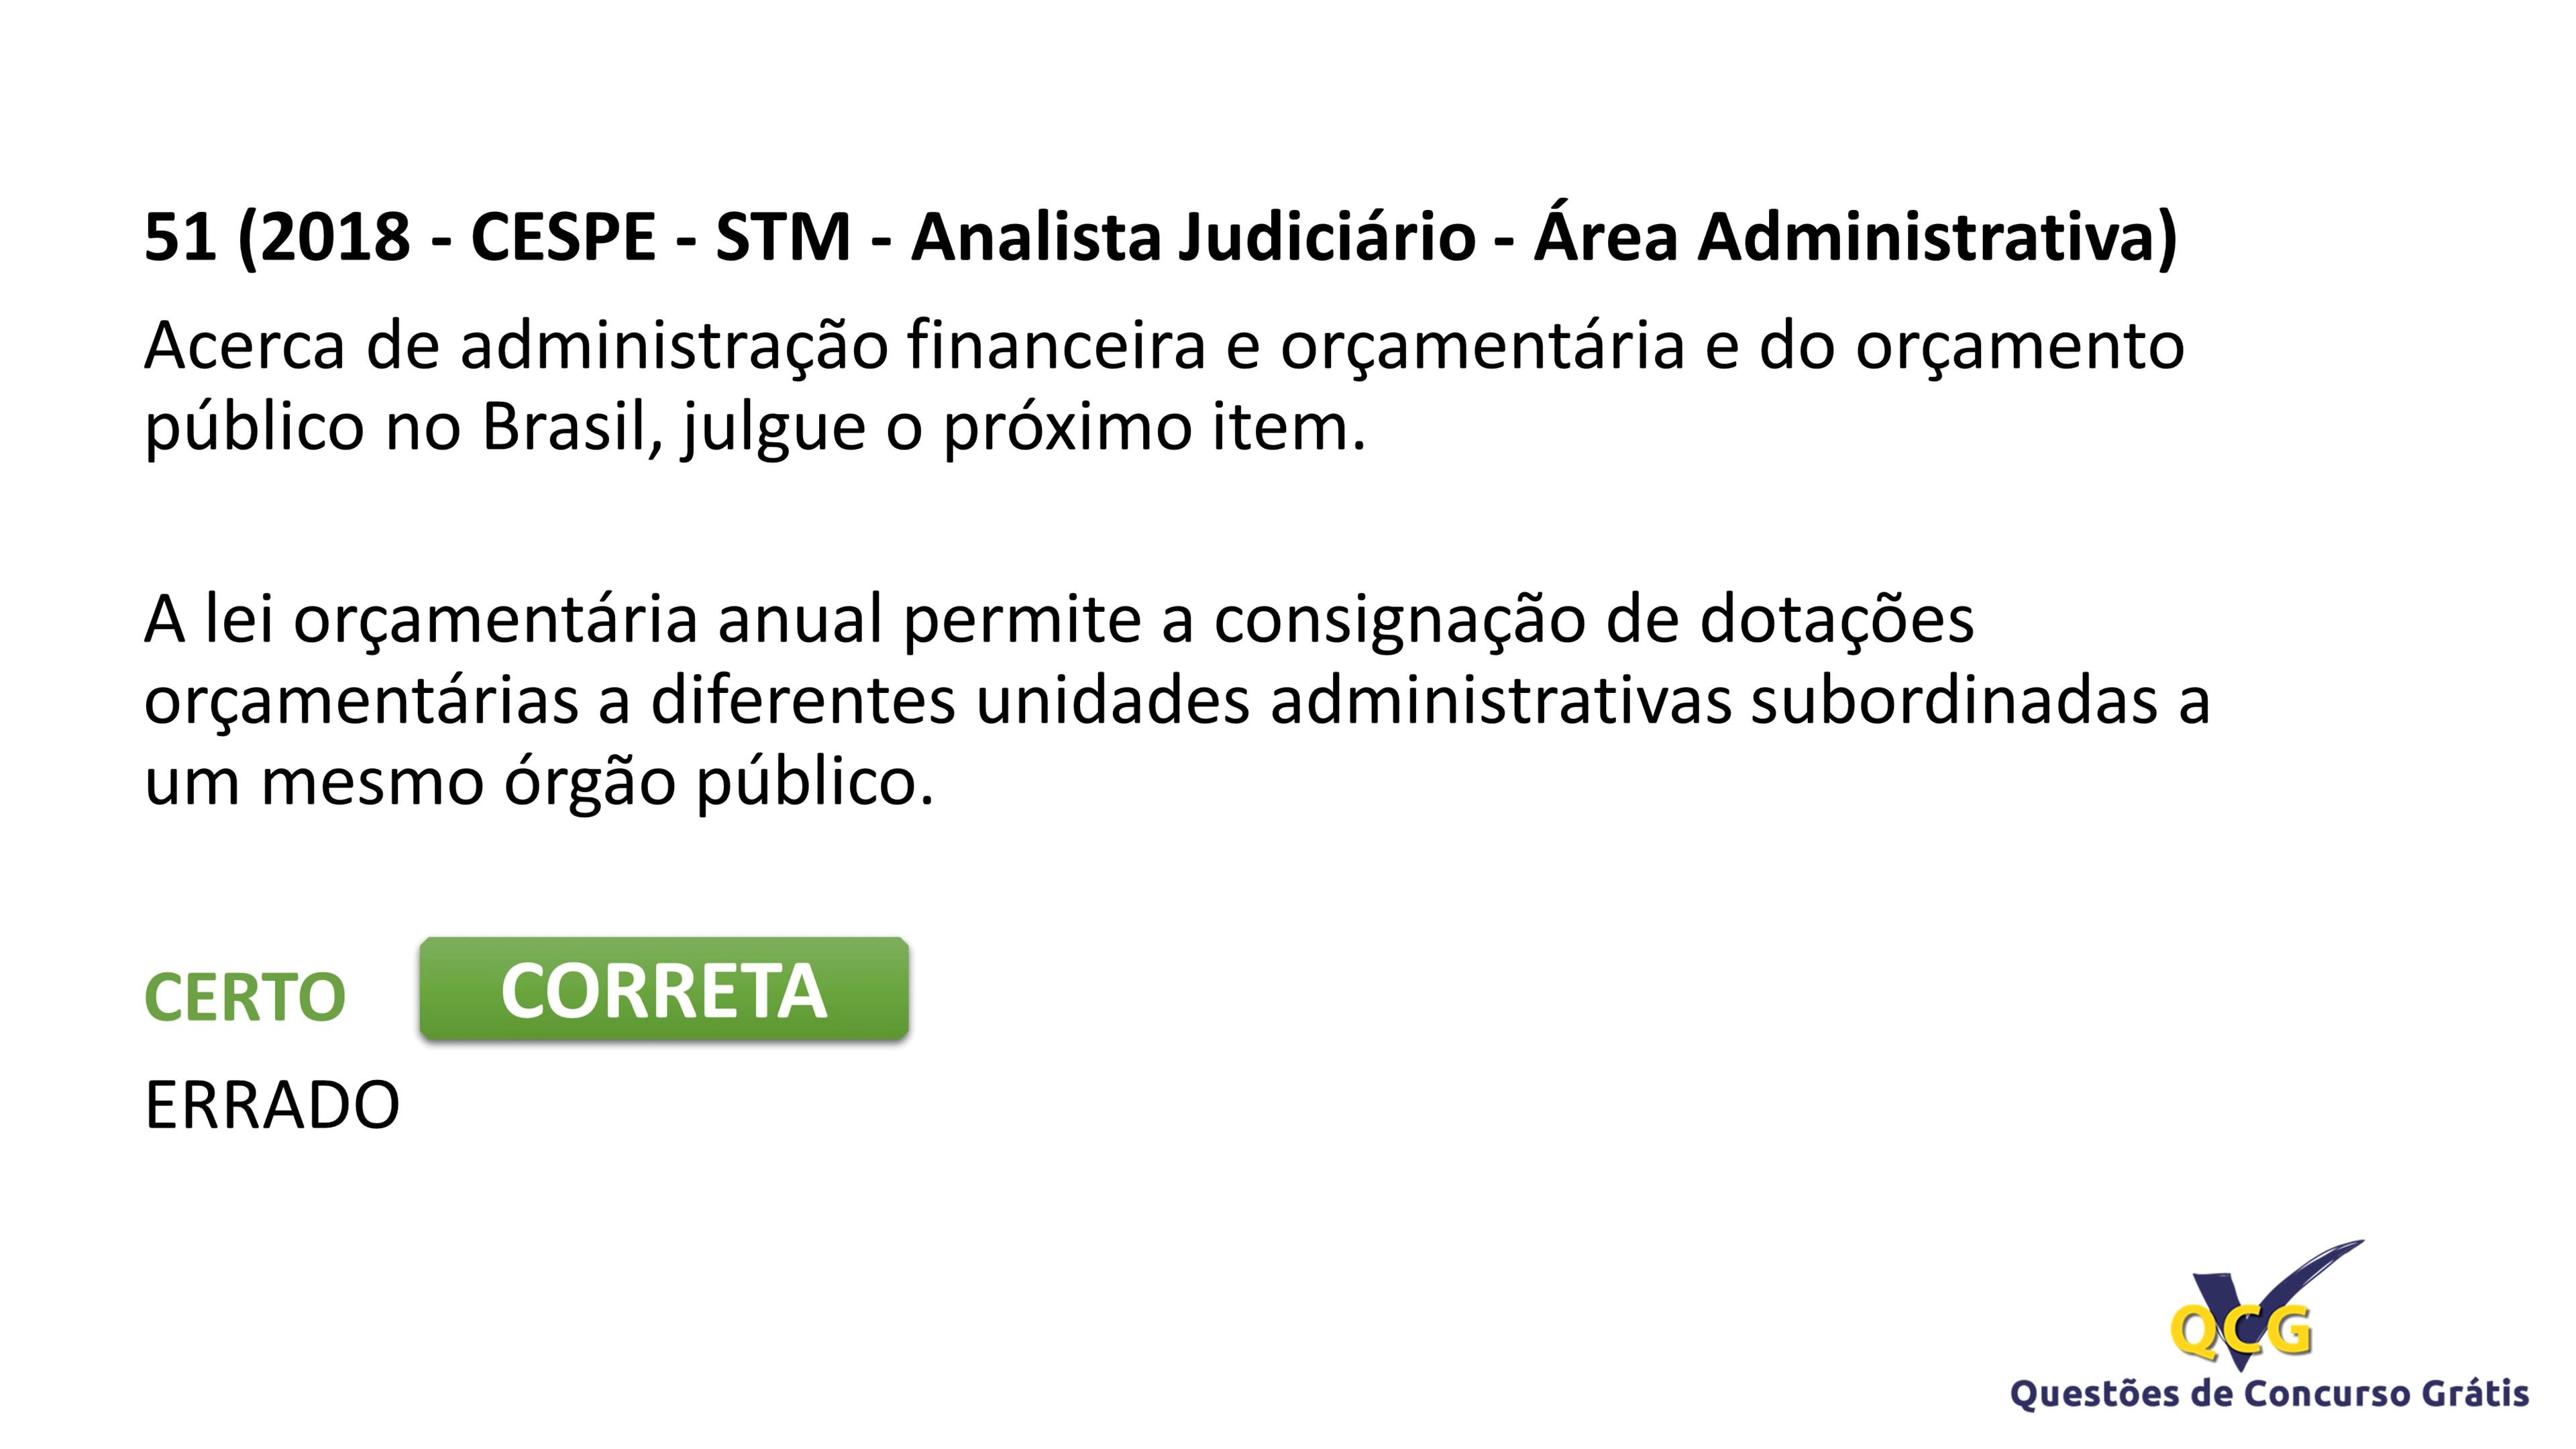 51 (2018 - CESPE - STM - Analista Judiciário - Área Administrativa)
Acerca de administração financeira e orçamentária e do orçamento
público no Brasil, julgue o próximo item.
A lei orçamentária anual permite a consignação de dotações
orçamentárias a diferentes unidades administrativas subordinadas a
um mesmo órgão público.
CERTO CORRETA
ERRADO
QCG
Questões de Concurso Grátis